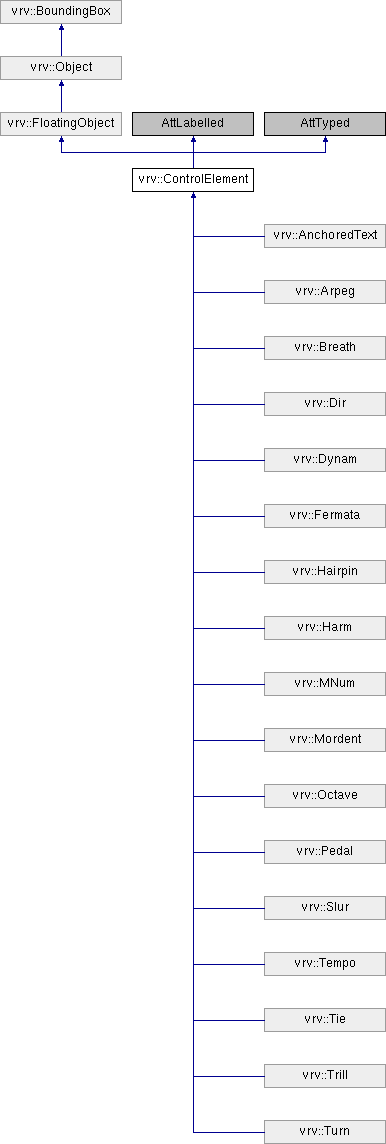 vrv::BoundingBox
vrv::Object
vrv::FloatingObject AttLabelled AttTyped
vrv::ControlElement
vrv::AnchoredText
vrv::Arpeg
vrv::Breath
vrv::Dir
vrv::Dynam
vrv::Fermata
vrv::Hairpin
vrv::Harm
vrv::MNum
vrv::Mordent
vrv::Octave
vrv::Pedal
vrv::Slur
vrv::Tempo
vrv::Tie
vrv::Trill
vrv::Turn